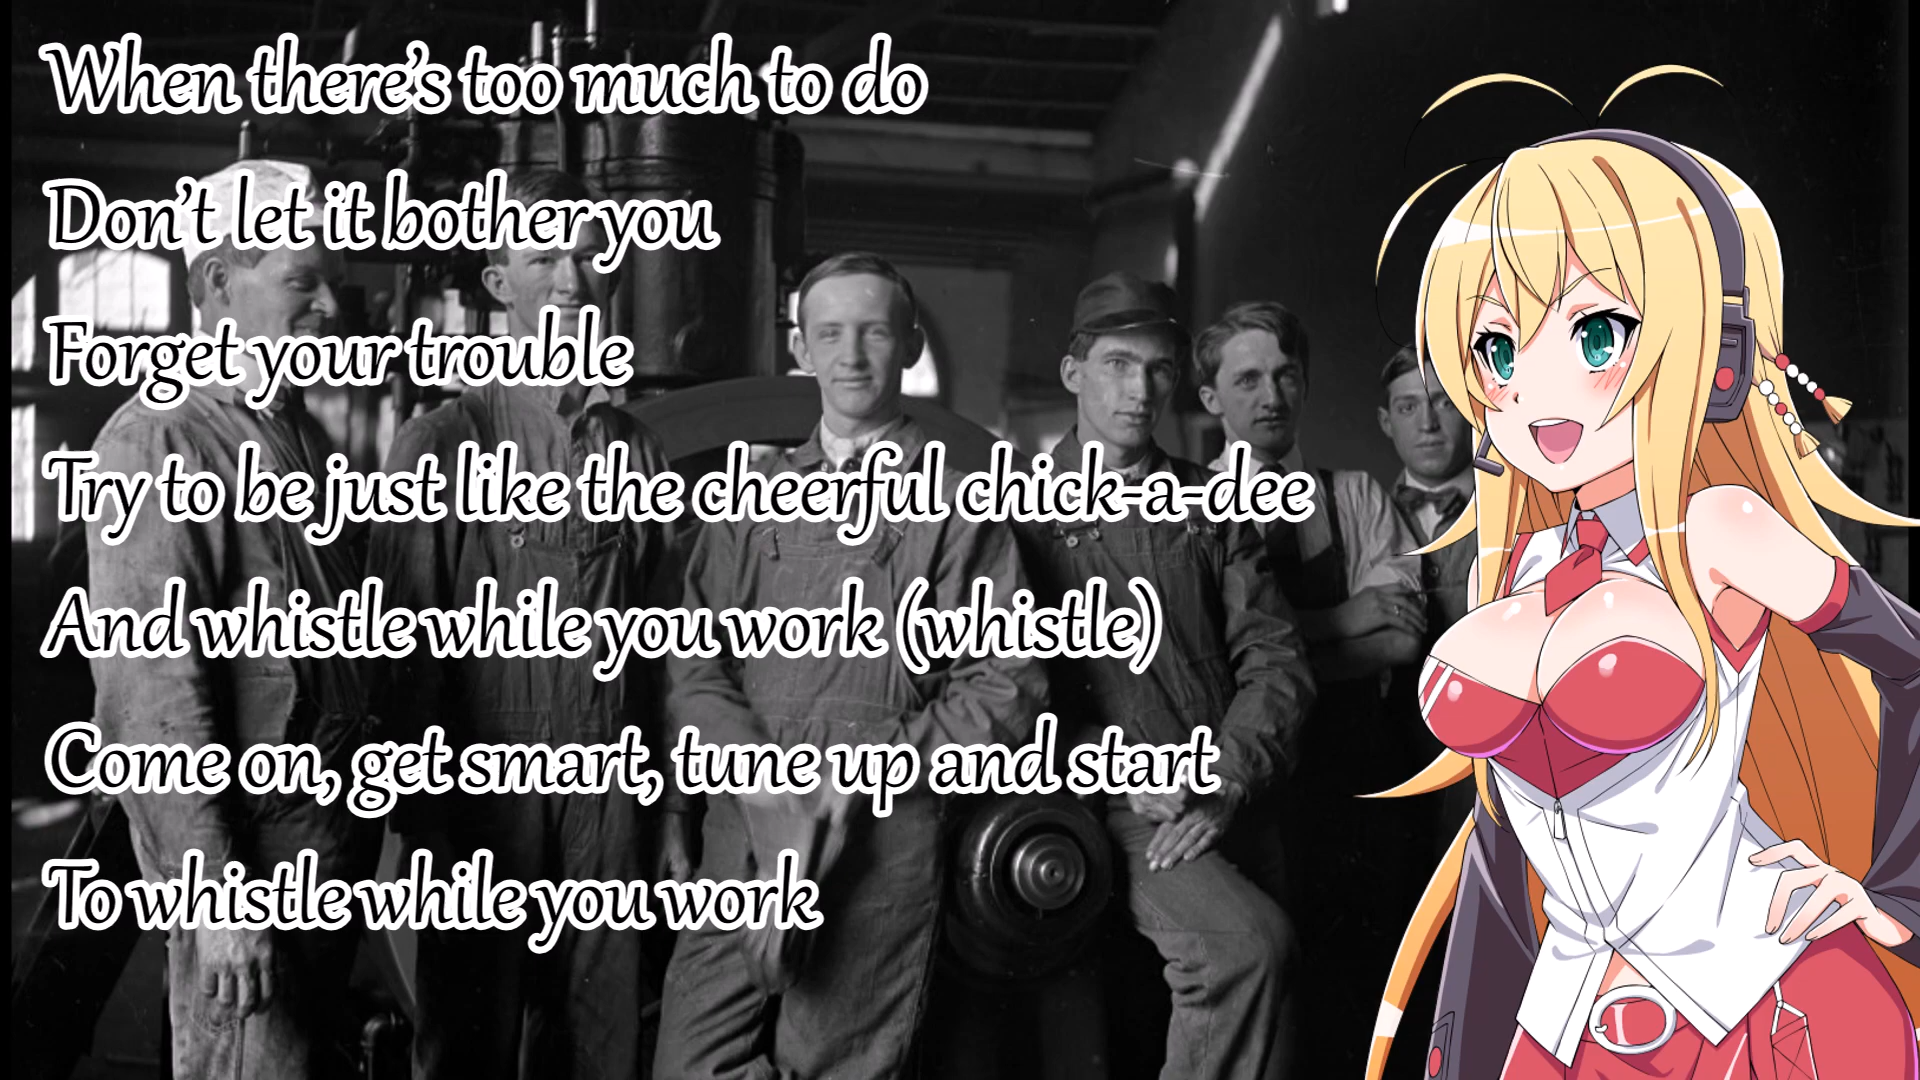 When there's too much to do
Don't let it bother you
Forget your trouble
Try to be just like the cheerful chick-a-dee
And whistle while you work (whistle)
Come on, get smart, tune up and start
To whistle while you work